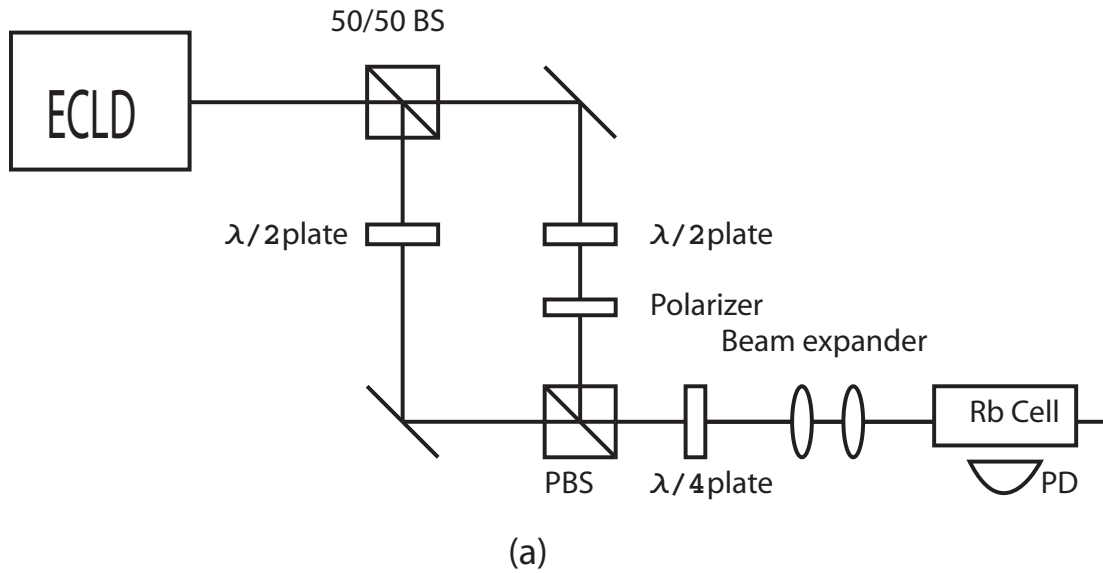 50/50 BS
ECLD
λ/2plate
λ/2plate
Polarizer
Beam expander
Rb Cell
PBS
λ/4plate
PD
(a)